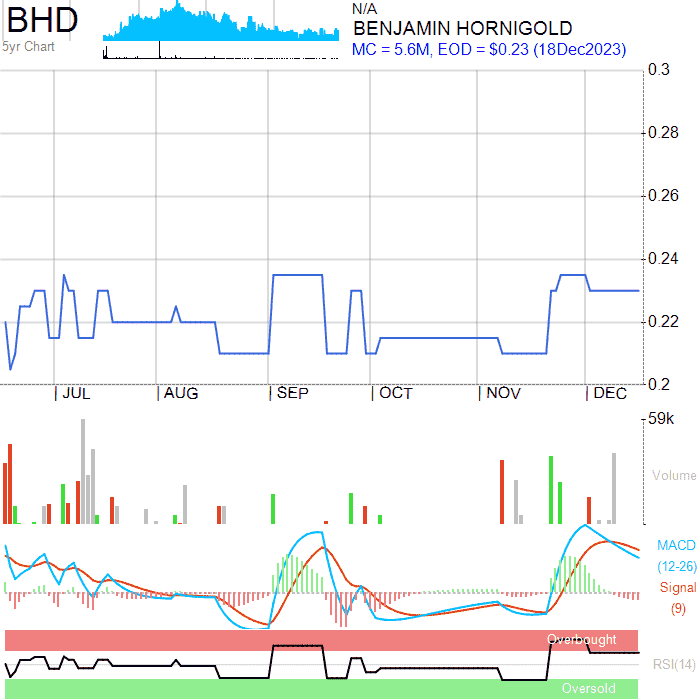 BHD
5yr Chart
N/A
BENJAMIN HORNIGOLD
MC = 5.6M, EOD = $0.23 (18Dec2023)
0.3
0.28
0.26
0.24
0.22
0.2
JUL AUG SEP OCT NOV DEC
59k
Volume
MACD
(12-26)
Signal
(9)
Overbought
RSI(14)
Oversold